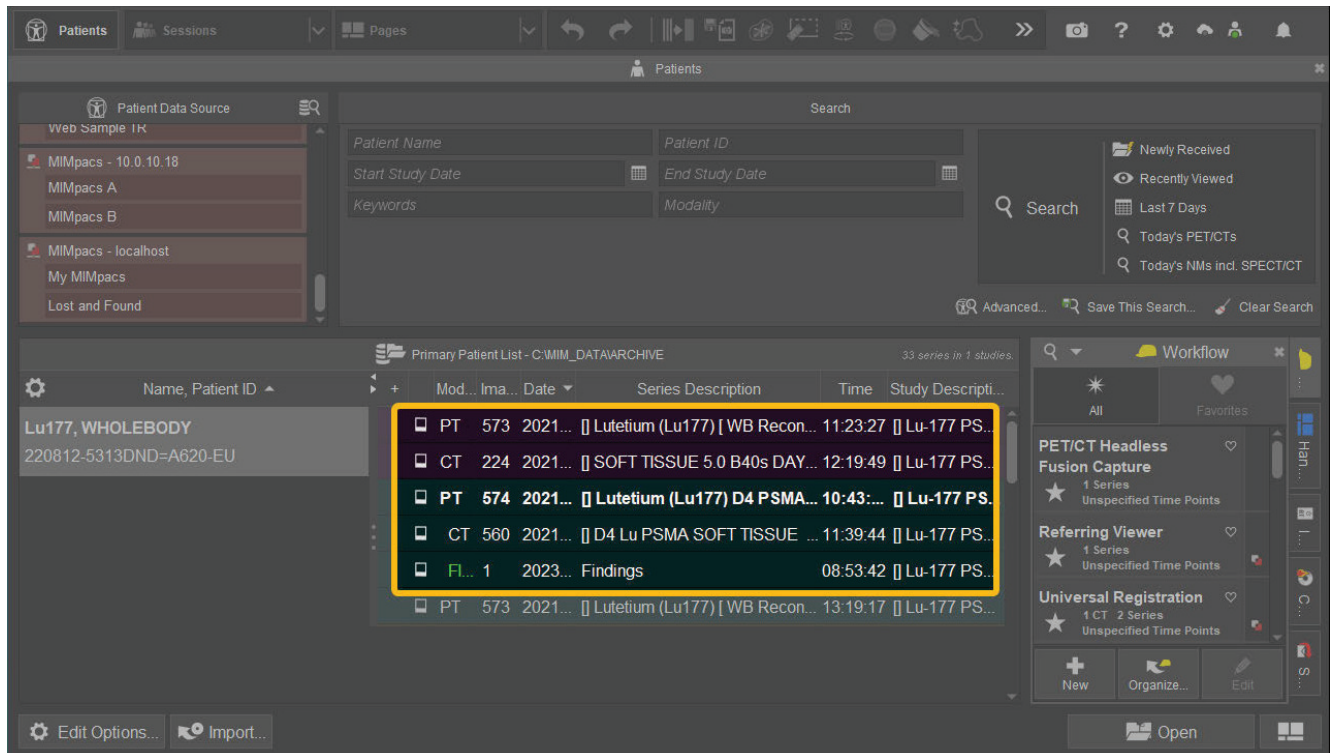 Patients
Sessions
Pages
Patients
Patient Data Source
Web Sample TR
MIMpacs - 10.0.10.18
MIMpacs A
MIMpacs B
MIMpacs - localhost
My MIMpacs
Lost and Found
Search
Patient Name
Patient ID
Start Study Date
End Study Date
Keywords
Modality
Search
Newly Received
Recently Viewed
Last 7 Days
Today's PET/CTs
Today's NMs incl. SPECT/CT
Advanced...
Save This Search...
Clear Search
Name, Patient ID
Lu177, WHOLEBODY
220812-5313DND=A620-EU
Primary Patient List - C:\MIM_DATA\ARCHIVE
33 series in 1 studies.
+ Mod... Ima... Date Series Description Time Study Descripti...
PT 573 2021... [] Lutetium (Lu177) [ WB Recon... 11:23:27 [] Lu-177 PS...
CT 224 2021... [] SOFT TISSUE 5.0 B40s DAY... 12:19:49 [] Lu-177 PS...
PT 574 2021... [] Lutetium (Lu177) D4 PSMA... 10:43:... [] Lu-177 PS...
CT 560 2021... [] D4 Lu PSMA SOFT TISSUE ... 11:39:44 [] Lu-177 PS...
FI... 1 2023... Findings 08:53:42 [] Lu-177 PS...
PT 573 2021... [] Lutetium (Lu177) [ WB Recon... 13:19:17 [] Lu-177 PS...
Workflow
All
Favorites
PET/CT Headless
Fusion Capture
1 Series
Unspecified Time Points
Referring Viewer
1 Series
Unspecified Time Points
Universal Registration
1 CT 2 Series
Unspecified Time Points
New
Organize...
Edit
...
Han...
I...
C...
S...
Edit Options...
Import...
Open